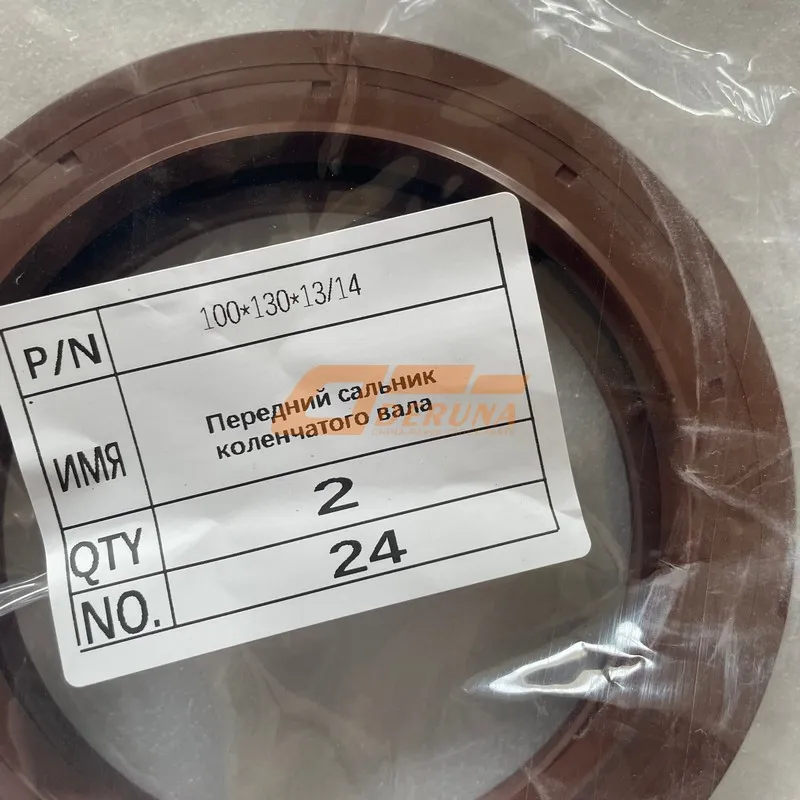 P/N 100*130*13/14
ИМЯ Передний сальник
коленчатого вала
QTY 2
NO. 24
DERUNA